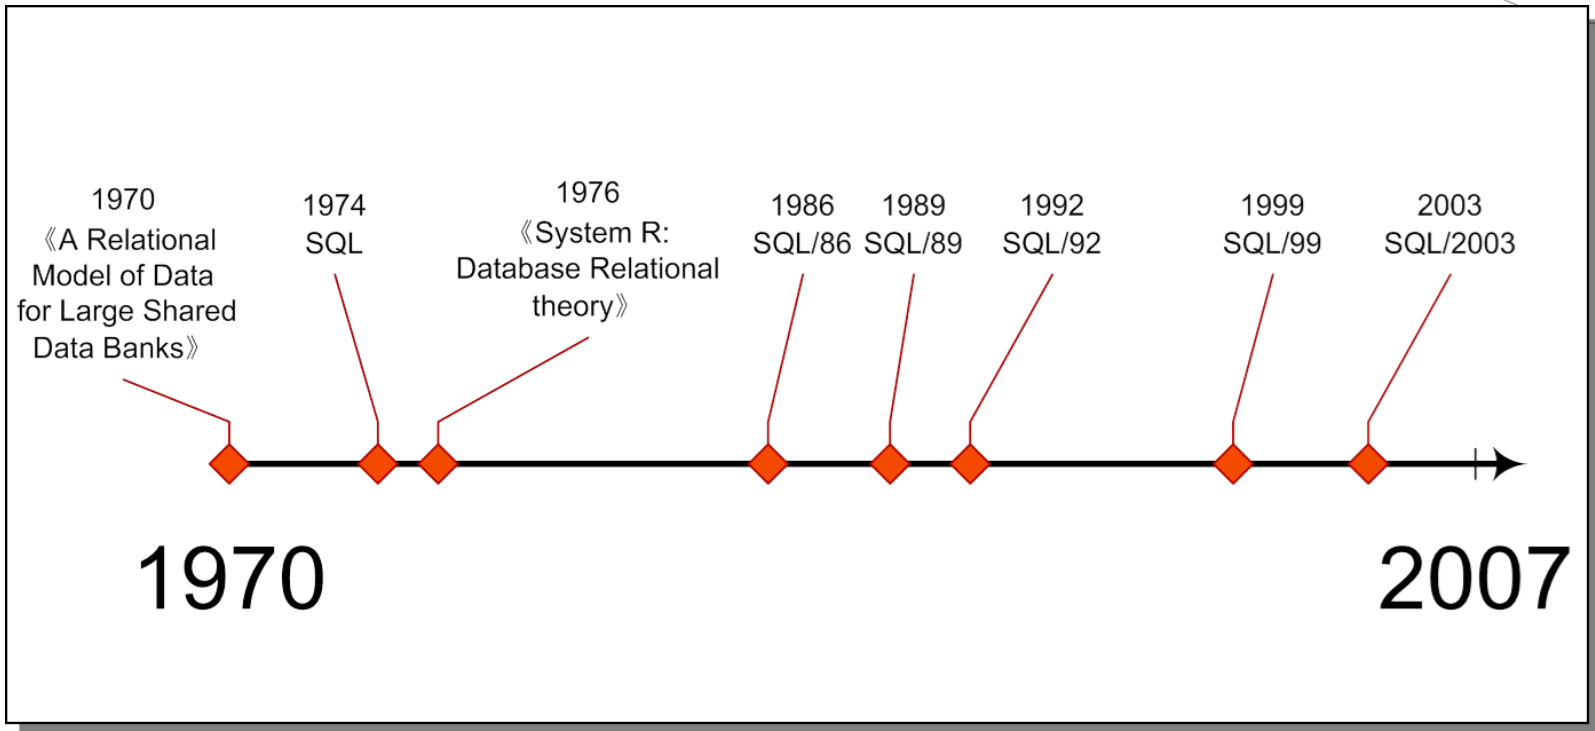 1970
《A Relational
Model of Data
for Large Shared
Data Banks》
1974
SQL
1976
《System R:
Database Relational
theory》
1986
SQL/86
1989
SQL/89
1992
SQL/92
1999
SQL/99
2003
SQL/2003
1970
2007